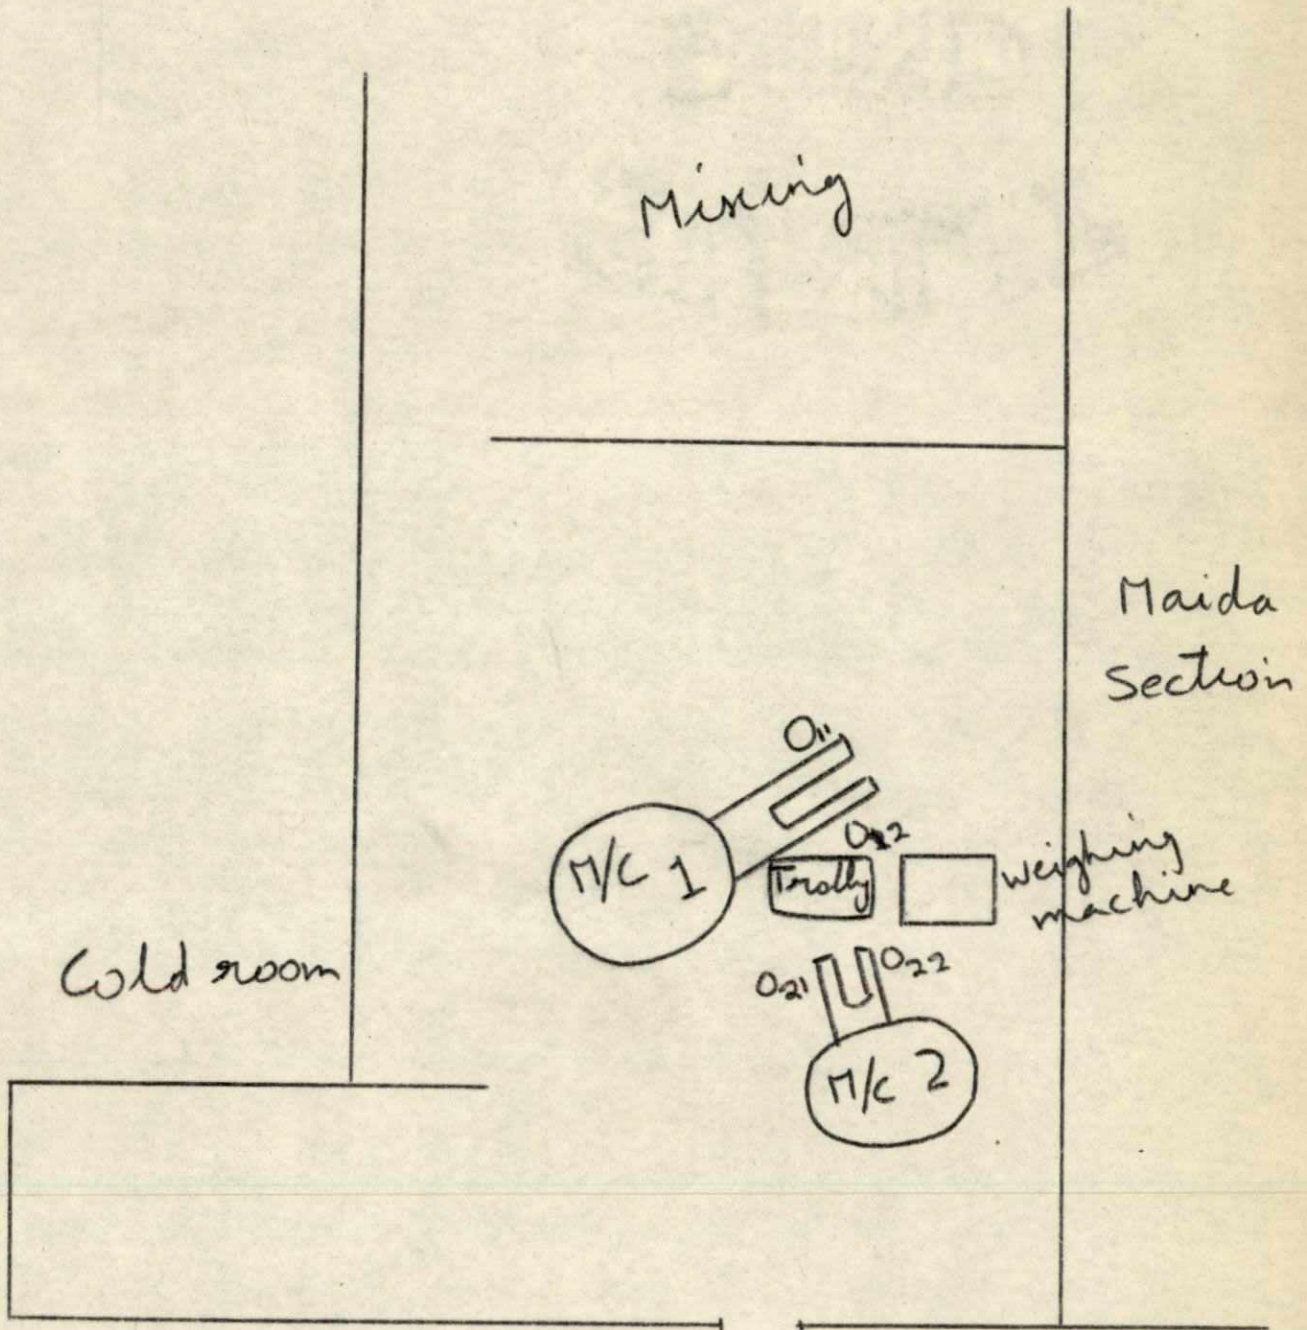 Mixing
Maida
Section
O11
O12
M/C 1
Trolly
weighing
machine
Cold room
O21
O22
M/C 2